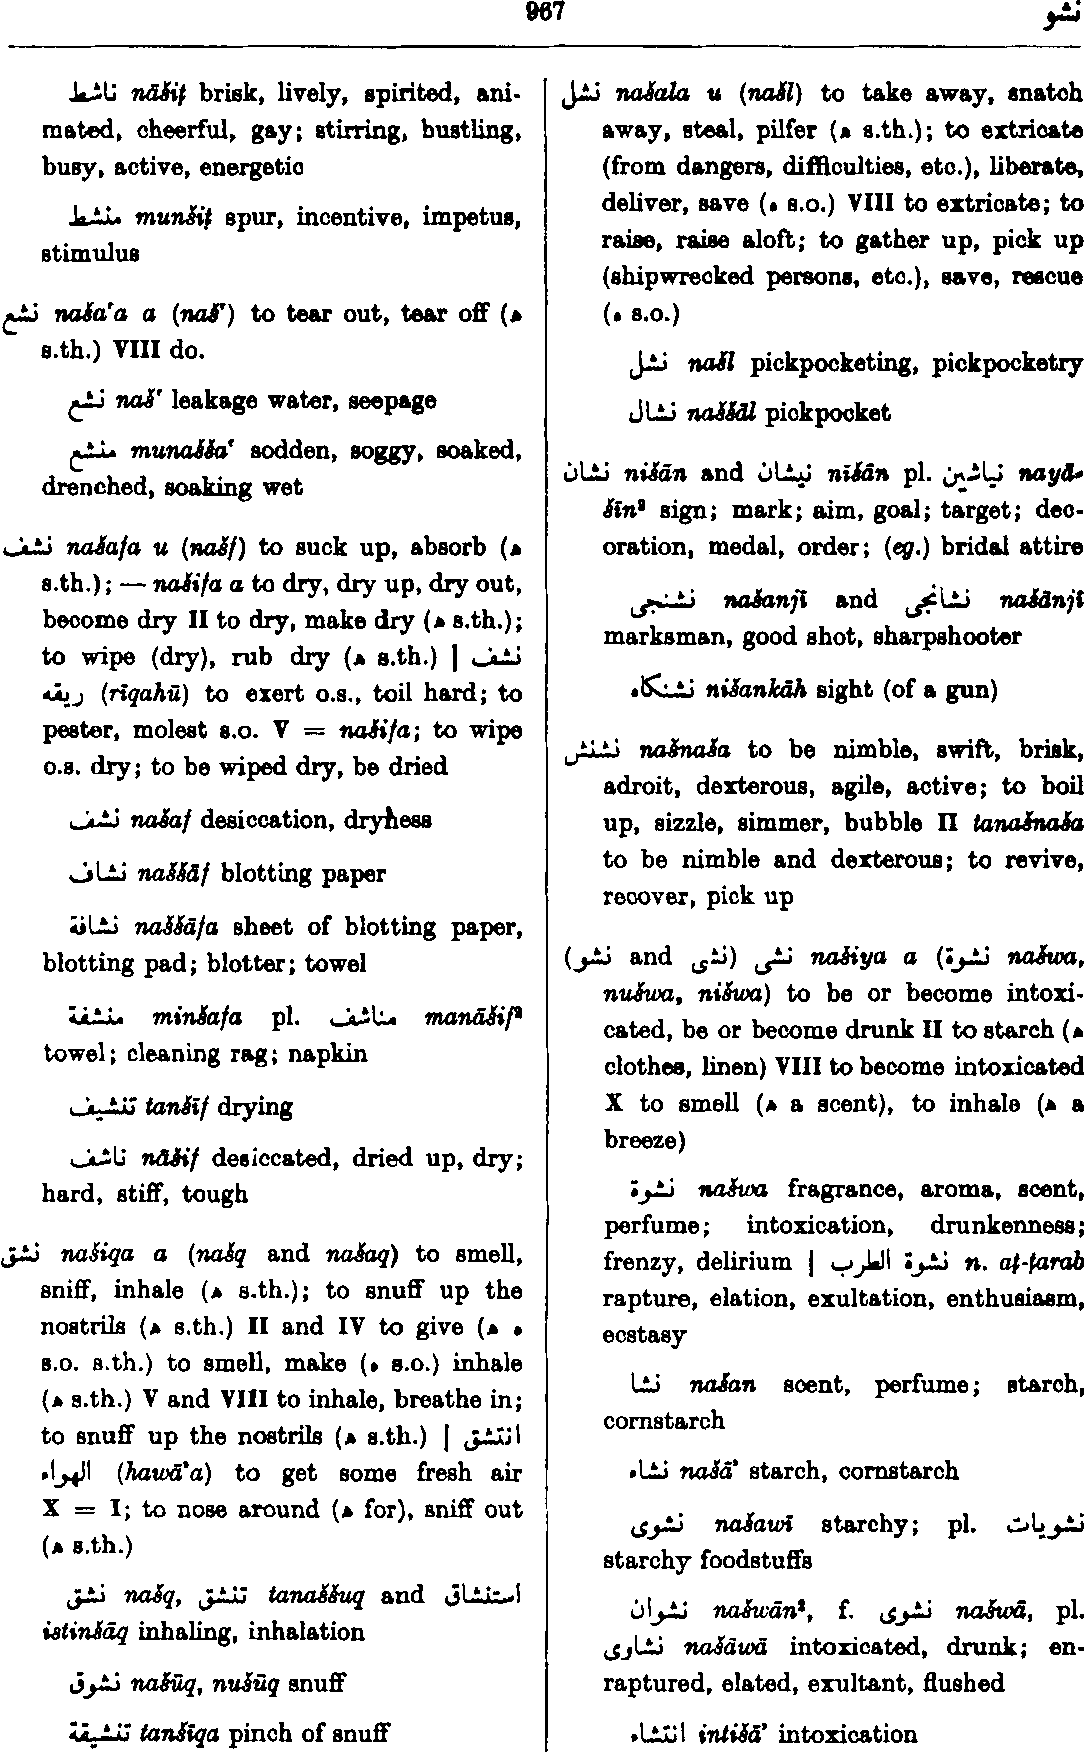 967
نشو
ناشط nāšiṭ brisk, lively, spirited, ani-
mated, cheerful, gay; stirring, bustling,
busy, active, energetic
منشط munšiṭ spur, incentive, impetus,
stimulus
نشع naša‘a a (naš‘) to tear out, tear off (ه
s.th.) VIII do.
نشع naš‘ leakage water, seepage
منشع munašša‘ sodden, soggy, soaked,
drenched, soaking wet
نشف našafa u (našf) to suck up, absorb (ه
s.th.); — našifa a to dry, dry up, dry out,
become dry II to dry, make dry (ه s.th.);
to wipe (dry), rub dry (ه s.th.) | نشف
ريقه (rīqahū) to exert o.s., toil hard; to
pester, molest s.o. V = našifa; to wipe
o.s. dry; to be wiped dry, be dried
نشف našaf desiccation, dryness
نشاف naššāf blotting paper
نشافة naššāfa sheet of blotting paper,
blotting pad; blotter; towel
منشفة minšafa pl. مناشف manāšif²
towel; cleaning rag; napkin
تنشيف tanšīf drying
ناشف nāšif desiccated, dried up, dry;
hard, stiff, tough
نشق našiqa a (našq and našaq) to smell,
sniff, inhale (ه s.th.); to snuff up the
nostrils (ه s.th.) II and IV to give (ه ه
s.o. s.th.) to smell, make (ه s.o.) inhale
(ه s.th.) V and VIII to inhale, breathe in;
to snuff up the nostrils (ه s.th.) | انتشق
الهواء (hawā’a) to get some fresh air
X = I; to nose around (ه for), sniff out
(ه s.th.)
نشق našq, تنشق tanaššuq and استنشاق
istinšāq inhaling, inhalation
نشوق našūq, nušūq snuff
تنشيقة tanšīqa pinch of snuff
نشل našala u (našl) to take away, snatch
away, steal, pilfer (ه s.th.); to extricate
(from dangers, difficulties, etc.), liberate,
deliver, save (ه s.o.) VIII to extricate; to
raise, raise aloft; to gather up, pick up
(shipwrecked persons, etc.), save, rescue
(ه s.o.)
نشل našl pickpocketing, pickpocketry
نشال naššāl pickpocket
نشان nišān and نيشان nīšān pl. نياشين nayā-
šīn² sign; mark; aim, goal; target; dec-
oration, medal, order; (eg.) bridal attire
نشنجى našanjī and نشانجى našānjī
marksman, good shot, sharpshooter
نشنكاه nišankāh sight (of a gun)
نشنش našnaša to be nimble, swift, brisk,
adroit, dexterous, agile, active; to boil
up, sizzle, simmer, bubble II tanašnaša
to be nimble and dexterous; to revive,
recover, pick up
(نشو and نشى) نشى našiya a (نشوة našwa,
nušwa, nišwa) to be or become intoxi-
cated, be or become drunk II to starch (ه
clothes, linen) VIII to become intoxicated
X to smell (ه a scent), to inhale (ه a
breeze)
نشوة našwa fragrance, aroma, scent,
perfume; intoxication, drunkenness;
frenzy, delirium | نشوة الطرب n. aṭ-ṭarab
rapture, elation, exultation, enthusiasm,
ecstasy
نشا našan scent, perfume; starch,
cornstarch
نشاء našā’ starch, cornstarch
نشوى našawī starchy; pl. نشويات
starchy foodstuffs
نشوان našwān², f. نشوى našwā, pl.
نشاوى našāwā intoxicated, drunk; en-
raptured, elated, exultant, flushed
انتشاء intišā’ intoxication